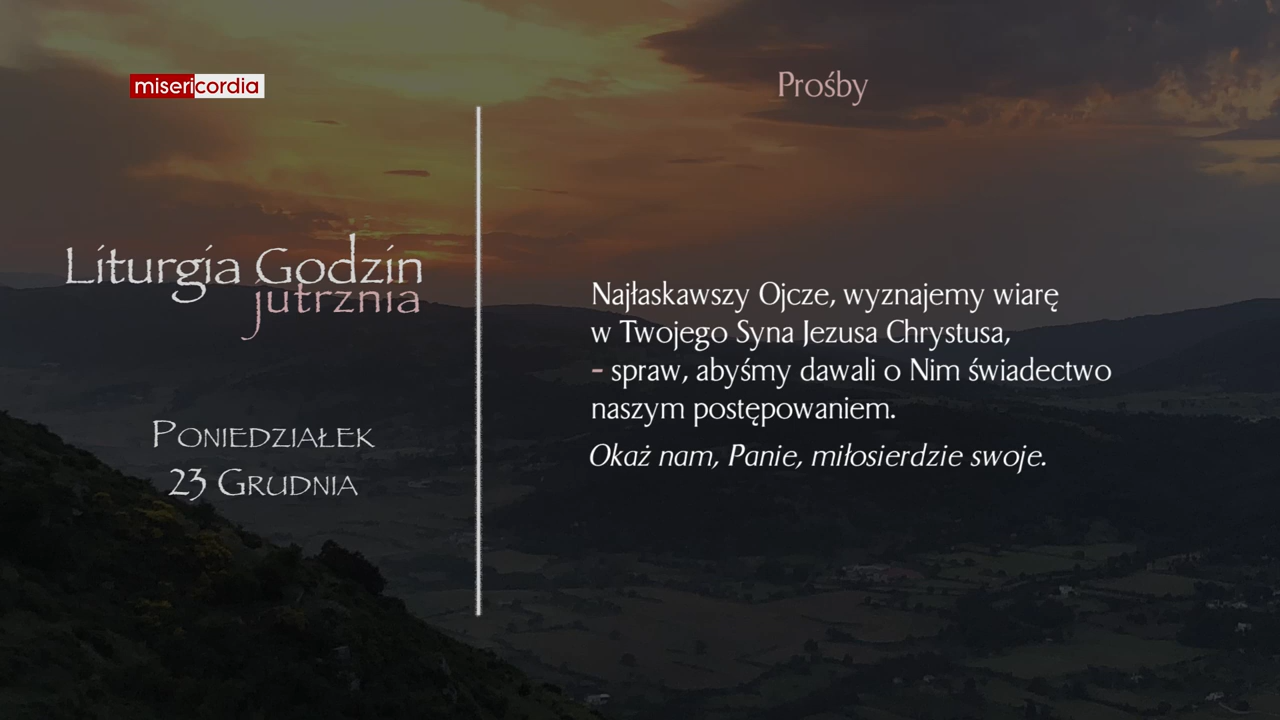 misericordia
Liturgia Godzin
jutrznia
Poniedziałek
23 Grudnia
Prośby
Najłaskawszy Ojcze, wyznajemy wiarę
w Twojego Syna Jezusa Chrystusa,
- spraw, abyśmy dawali o Nim świadectwo
naszym postępowaniem.
Okaż nam, Panie, miłosierdzie swoje.